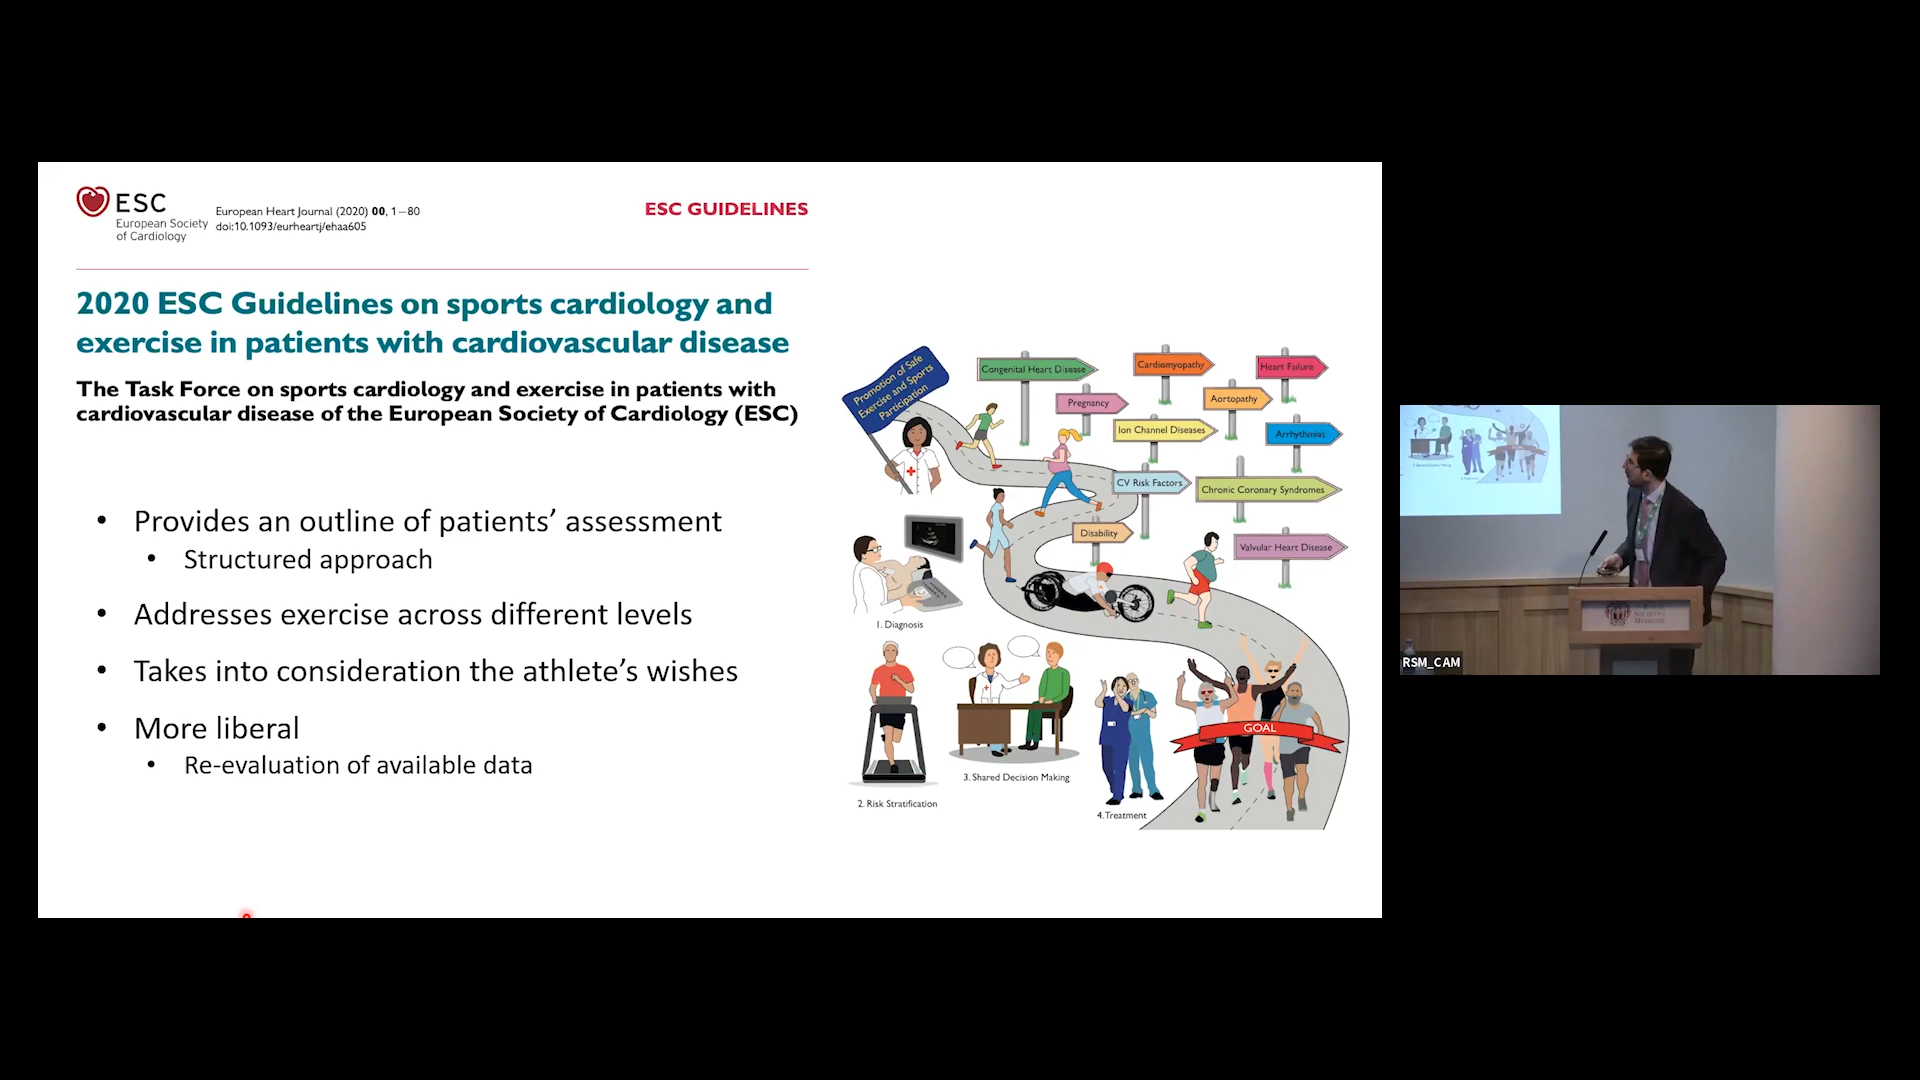 ESC
European Society
of Cardiology
European Heart Journal (2020) 00, 1–80
doi:10.1093/eurheartj/ehaa605
ESC GUIDELINES
2020 ESC Guidelines on sports cardiology and
exercise in patients with cardiovascular disease
The Task Force on sports cardiology and exercise in patients with
cardiovascular disease of the European Society of Cardiology (ESC)
• Provides an outline of patients’ assessment
• Structured approach
• Addresses exercise across different levels
• Takes into consideration the athlete’s wishes
• More liberal
• Re-evaluation of available data
Promotion of Safe
Exercise and Sports
Participation
Congenital Heart Disease
Cardiomyopathy
Heart Failure
Pregnancy
Aortopathy
Ion Channel Diseases
Arrhythmias
CV Risk Factors
Chronic Coronary Syndromes
Disability
Valvular Heart Disease
1. Diagnosis
2. Risk Stratification
3. Shared Decision Making
4. Treatment
GOAL
RSM_CAM